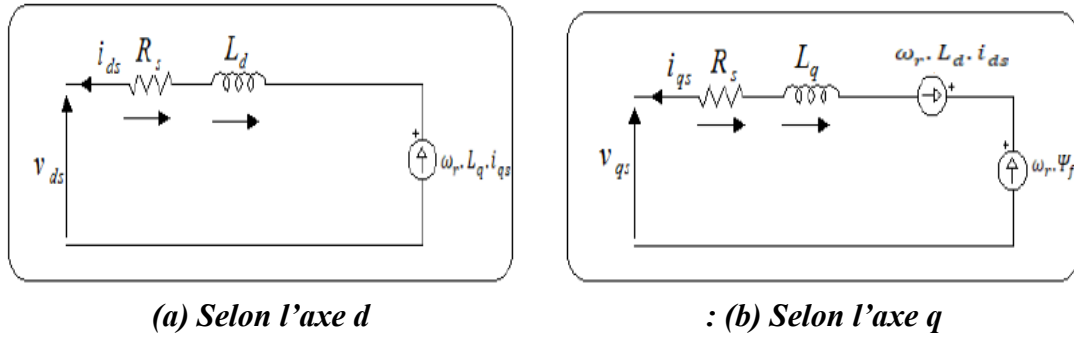 i_ds R_s L_d
v_ds
+
ω_r.L_q.i_qs
(a) Selon l’axe d
i_qs R_s L_q ω_r.L_d.i_ds
+
v_qs
+
ω_r.Ψ_f
: (b) Selon l’axe q